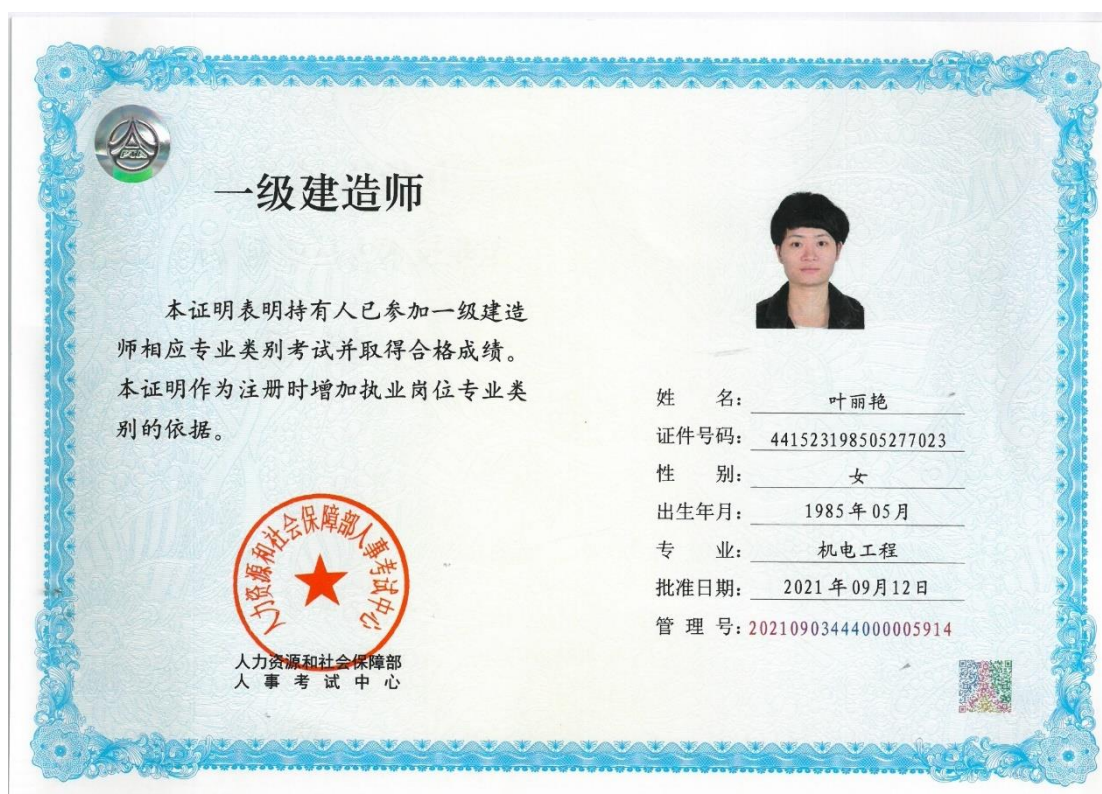 一级建造师
本证明表明持有人已参加一级建造
师相应专业类别考试并取得合格成绩。
本证明作为注册时增加执业岗位专业类
别的依据。
人力资源和社会保障部人事考试中心
人力资源和社会保障部
人事考试中心
姓 名: 叶丽艳
证件号码: 441523198505277023
性 别: 女
出生年月: 1985年05月
专 业: 机电工程
批准日期: 2021年09月12日
管 理 号: 20210903444000005914